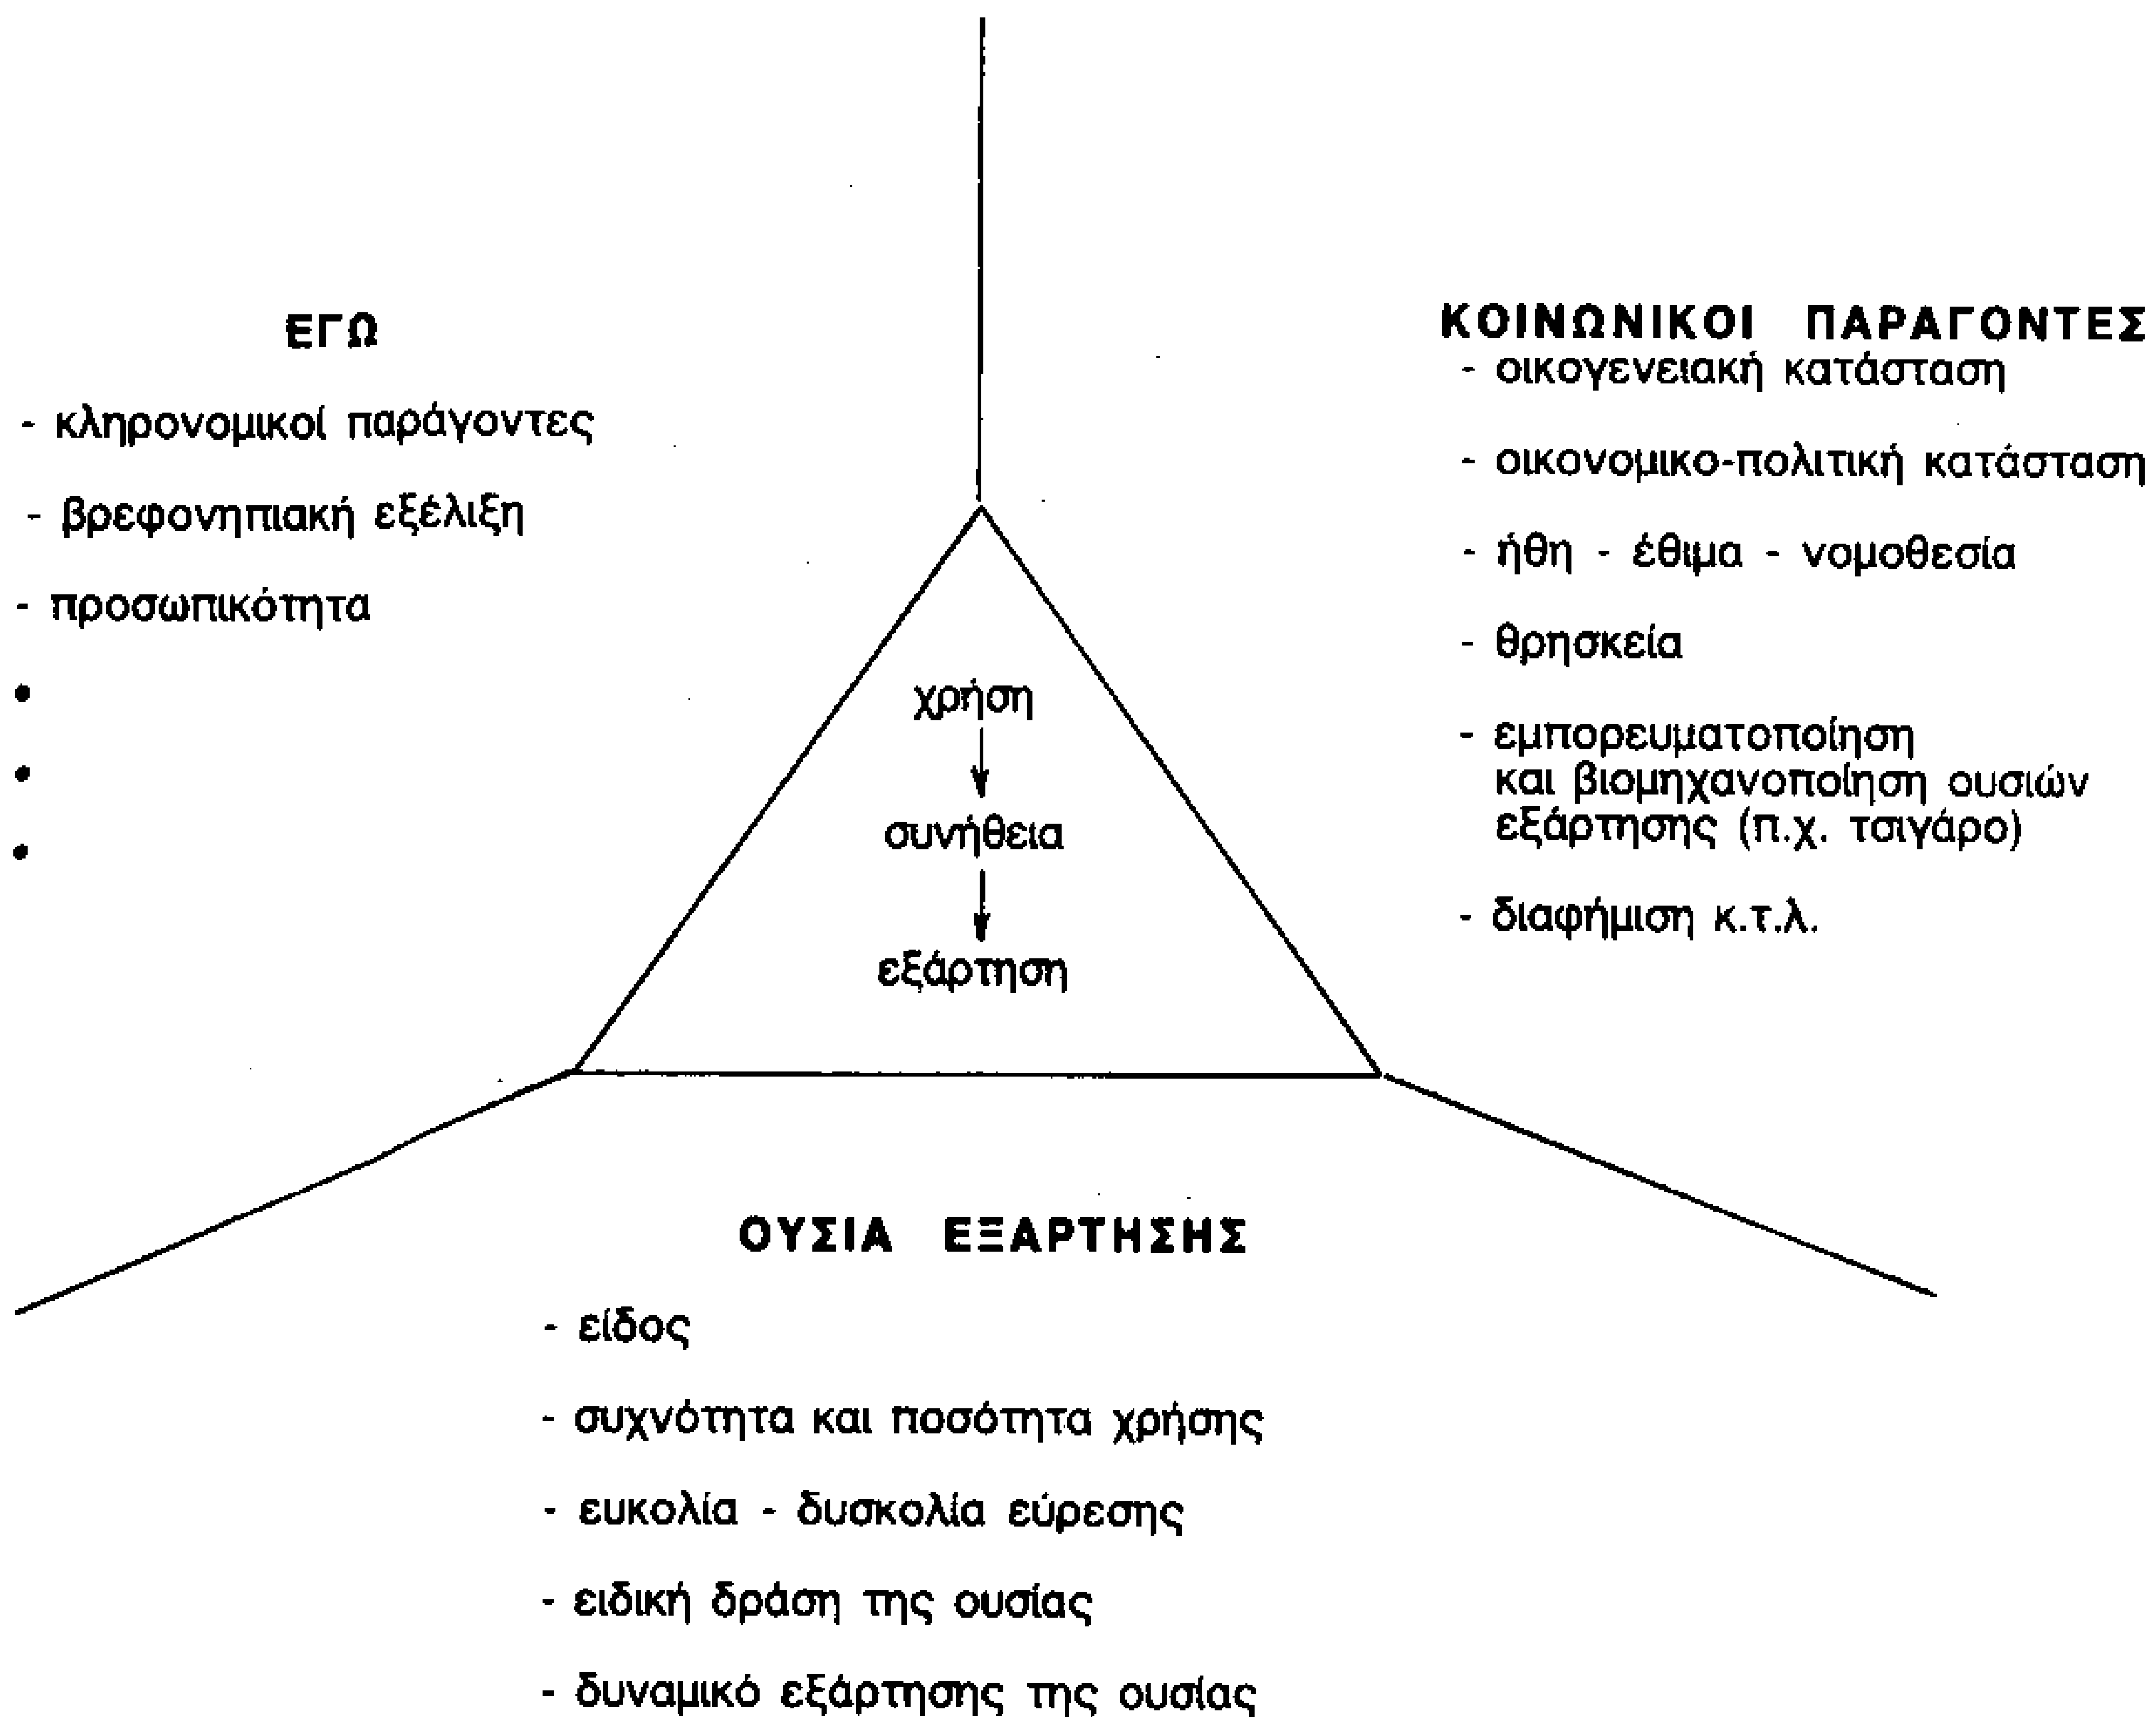 ΕΓΩ
- κληρονομικοί παράγοντες
- βρεφονηπιακή εξέλιξη
- προσωπικότητα
•
•
•
ΚΟΙΝΩΝΙΚΟΙ ΠΑΡΑΓΟΝΤΕΣ
- οικογενειακή κατάσταση
- οικονομικο-πολιτική κατάσταση
- ήθη - έθιμα - νομοθεσία
- θρησκεία
- εμπορευματοποίηση
και βιομηχανοποίηση ουσιών
εξάρτησης (π.χ. τσιγάρο)
- διαφήμιση κ.τ.λ.
χρήση
συνήθεια
εξάρτηση
ΟΥΣΙΑ ΕΞΑΡΤΗΣΗΣ
- είδος
- συχνότητα και ποσότητα χρήσης
- ευκολία - δυσκολία εύρεσης
- ειδική δράση της ουσίας
- δυναμικό εξάρτησης της ουσίας